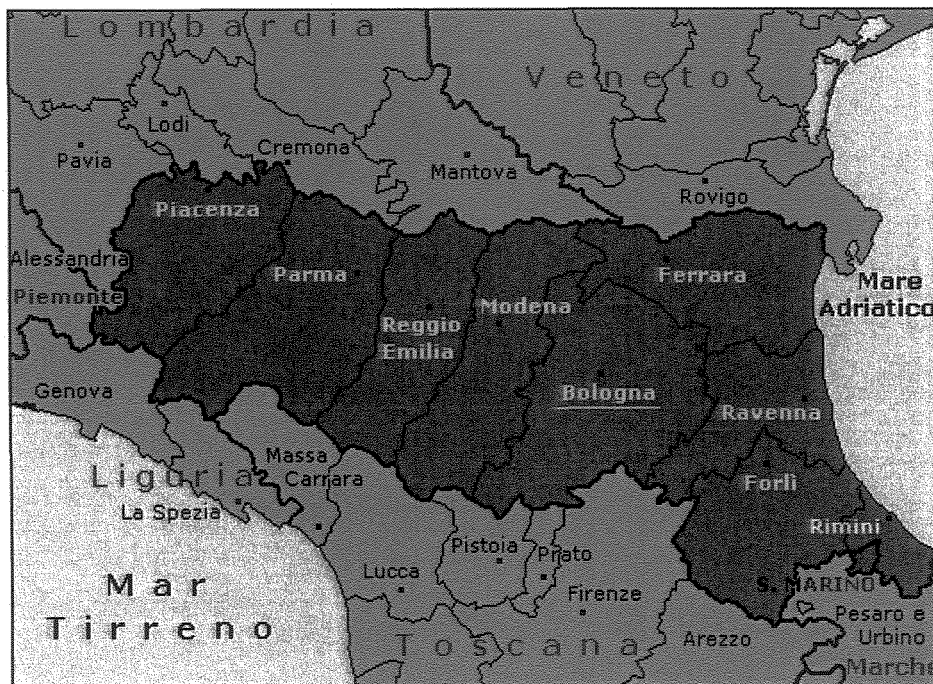 Lombardia
Veneto
Lodi
Pavia
Cremona
Mantova
Rovigo
Piacenza
Alessandria
Parma
Ferrara
Mare
Adriatico
Piemonte
Modena
Reggio
Emilia
Genova
Bologna
Ravenna
Massa
Carrara
Liguria
Forlì
La Spezia
Rimini
Pistoia
Prato
Lucca
Mar
Tirreno
S. MARINO
Firenze
Pesaro e
Urbino
Toscana
Arezzo
Marche